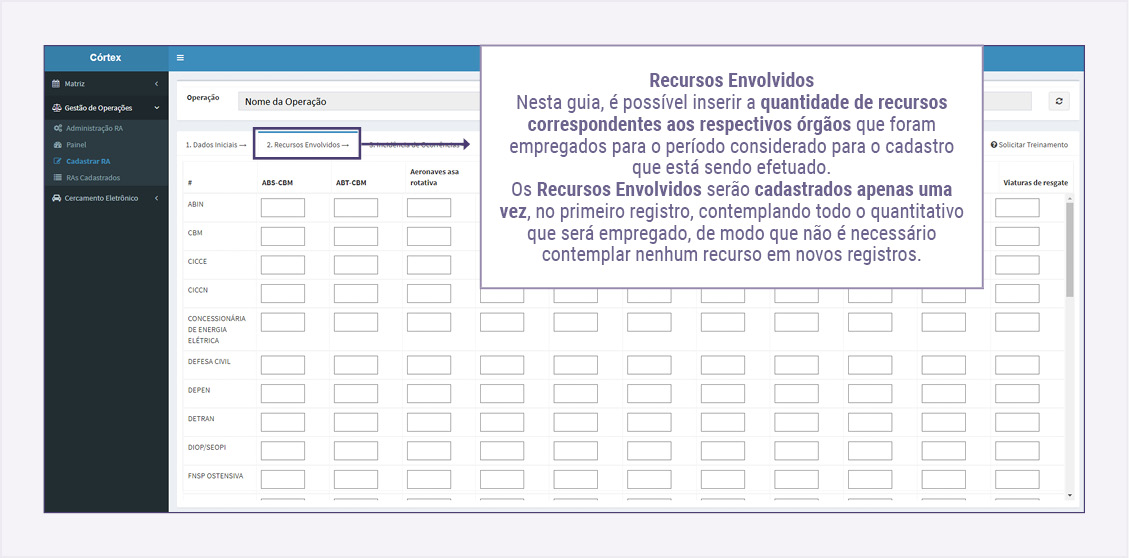 Córtex
Matriz
Gestão de Operações
Administração RA
Painel
Cadastrar RA
RAs Cadastrados
Cercamento Eletrônico
Operação
Nome da Operação
1. Dados Iniciais →
2. Recursos Envolvidos →
3. Incidência de Ocorrências
Solicitar Treinamento
Recursos Envolvidos
Nesta guia, é possível inserir a quantidade de recursos
correspondentes aos respectivos órgãos que foram
empregados para o período considerado para o cadastro
que está sendo efetuado.
Os Recursos Envolvidos serão cadastrados apenas uma
vez, no primeiro registro, contemplando todo o quantitativo
que será empregado, de modo que não é necessário
contemplar nenhum recurso em novos registros.
# ABS-CBM ABT-CBM Aeronaves asa
rotativa
Viaturas de resgate
ABIN
CBM
CICCE
CICCN
CONCESSIONÁRIA
DE ENERGIA
ELÉTRICA
DEFESA CIVIL
DEPEN
DETRAN
DIOP/SEOPI
FNSP OSTENSIVA